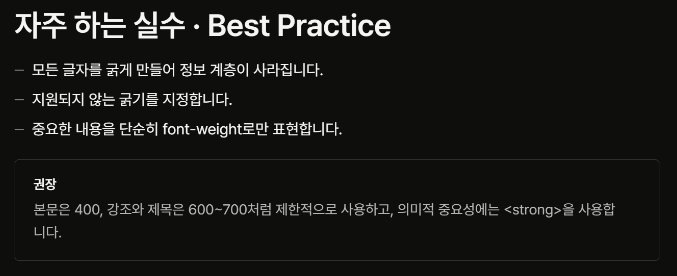 자주 하는 실수 · Best Practice
— 모든 글자를 굵게 만들어 정보 계층이 사라집니다.
— 지원되지 않는 굵기를 지정합니다.
— 중요한 내용을 단순히 font-weight로만 표현합니다.
권장
본문은 400, 강조와 제목은 600~700처럼 제한적으로 사용하고, 의미적 중요성에는 <strong>을 사용합
니다.